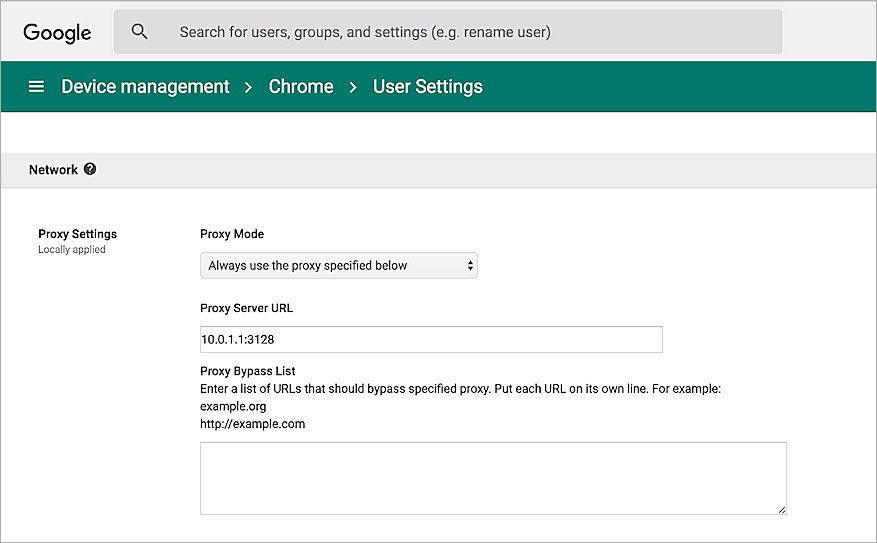 Google
Search for users, groups, and settings (e.g. rename user)
Device management > Chrome > User Settings
Network ?
Proxy Settings
Locally applied
Proxy Mode
Always use the proxy specified below
Proxy Server URL
10.0.1.1:3128
Proxy Bypass List
Enter a list of URLs that should bypass specified proxy. Put each URL on its own line. For example:
example.org
http://example.com